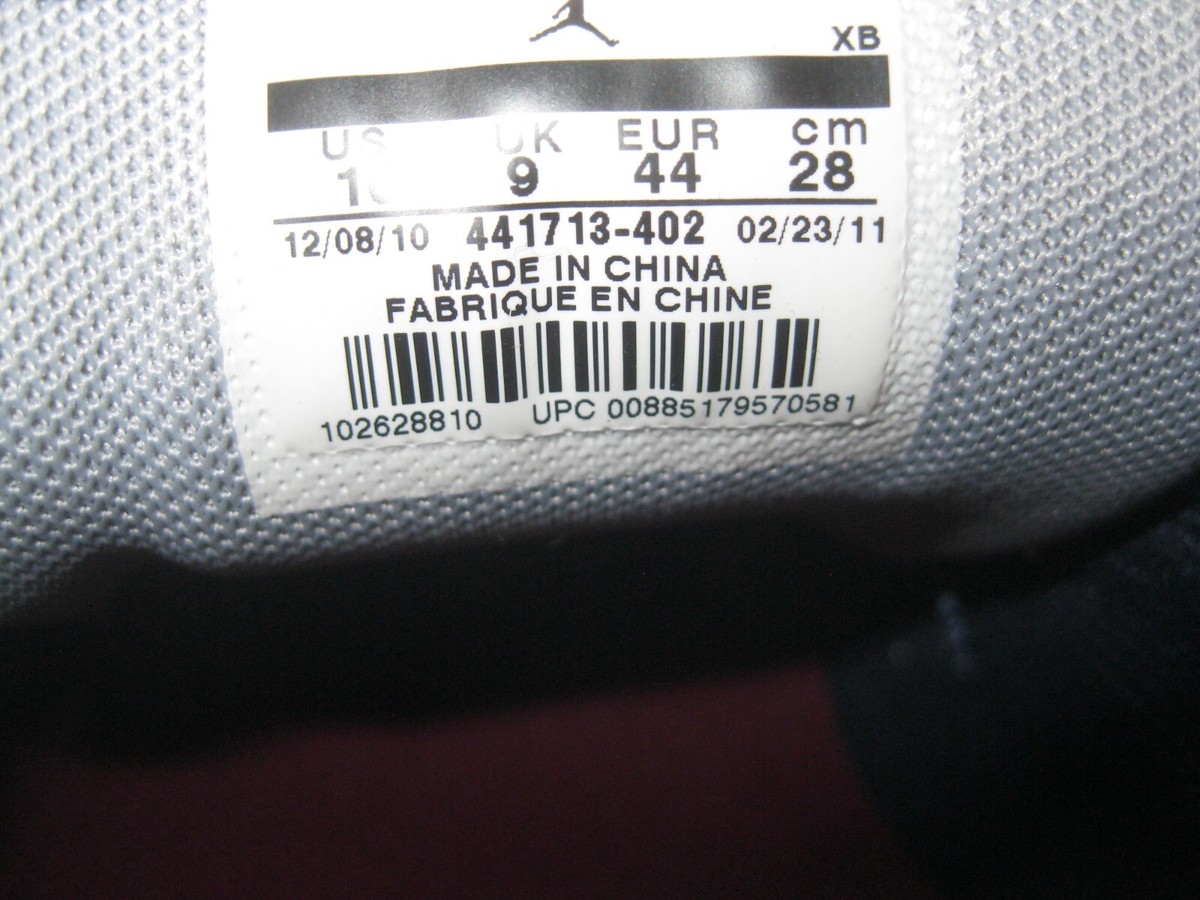 XB
US UK EUR cm
9 44 28
12/08/10 441713-402 02/23/11
MADE IN CHINA
FABRIQUE EN CHINE
102628810 UPC 00885179570581